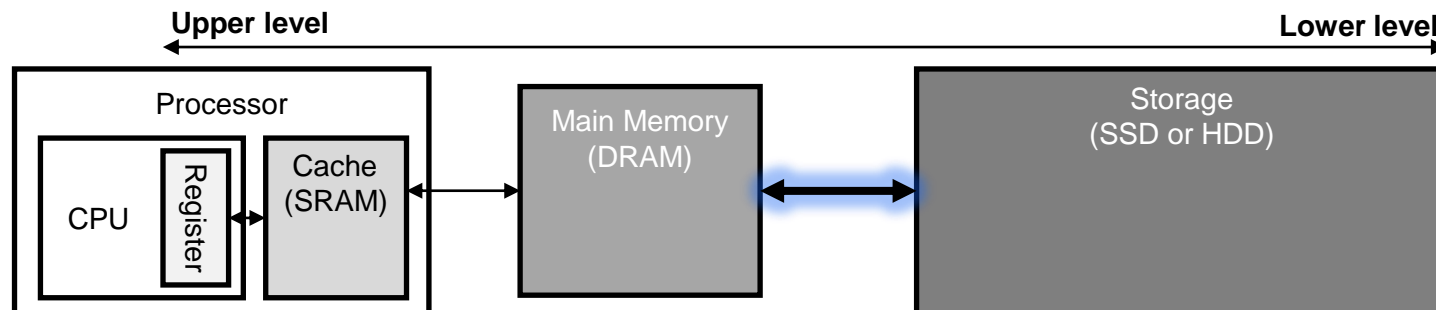 Upper level
Lower level
Processor
CPU
Register
Cache
(SRAM)
Main Memory
(DRAM)
Storage
(SSD or HDD)